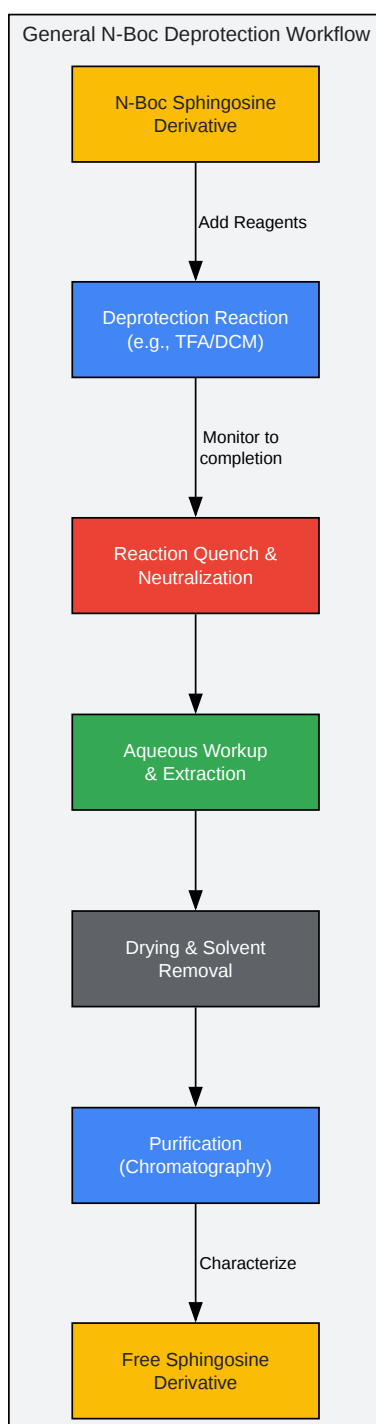 General N-Boc Deprotection Workflow
N-Boc Sphingosine
Derivative
Add Reagents
Deprotection Reaction
(e.g., TFA/DCM)
Monitor to
completion
Reaction Quench &
Neutralization
Aqueous Workup
& Extraction
Drying & Solvent
Removal
Purification
(Chromatography)
Characterize
Free Sphingosine
Derivative